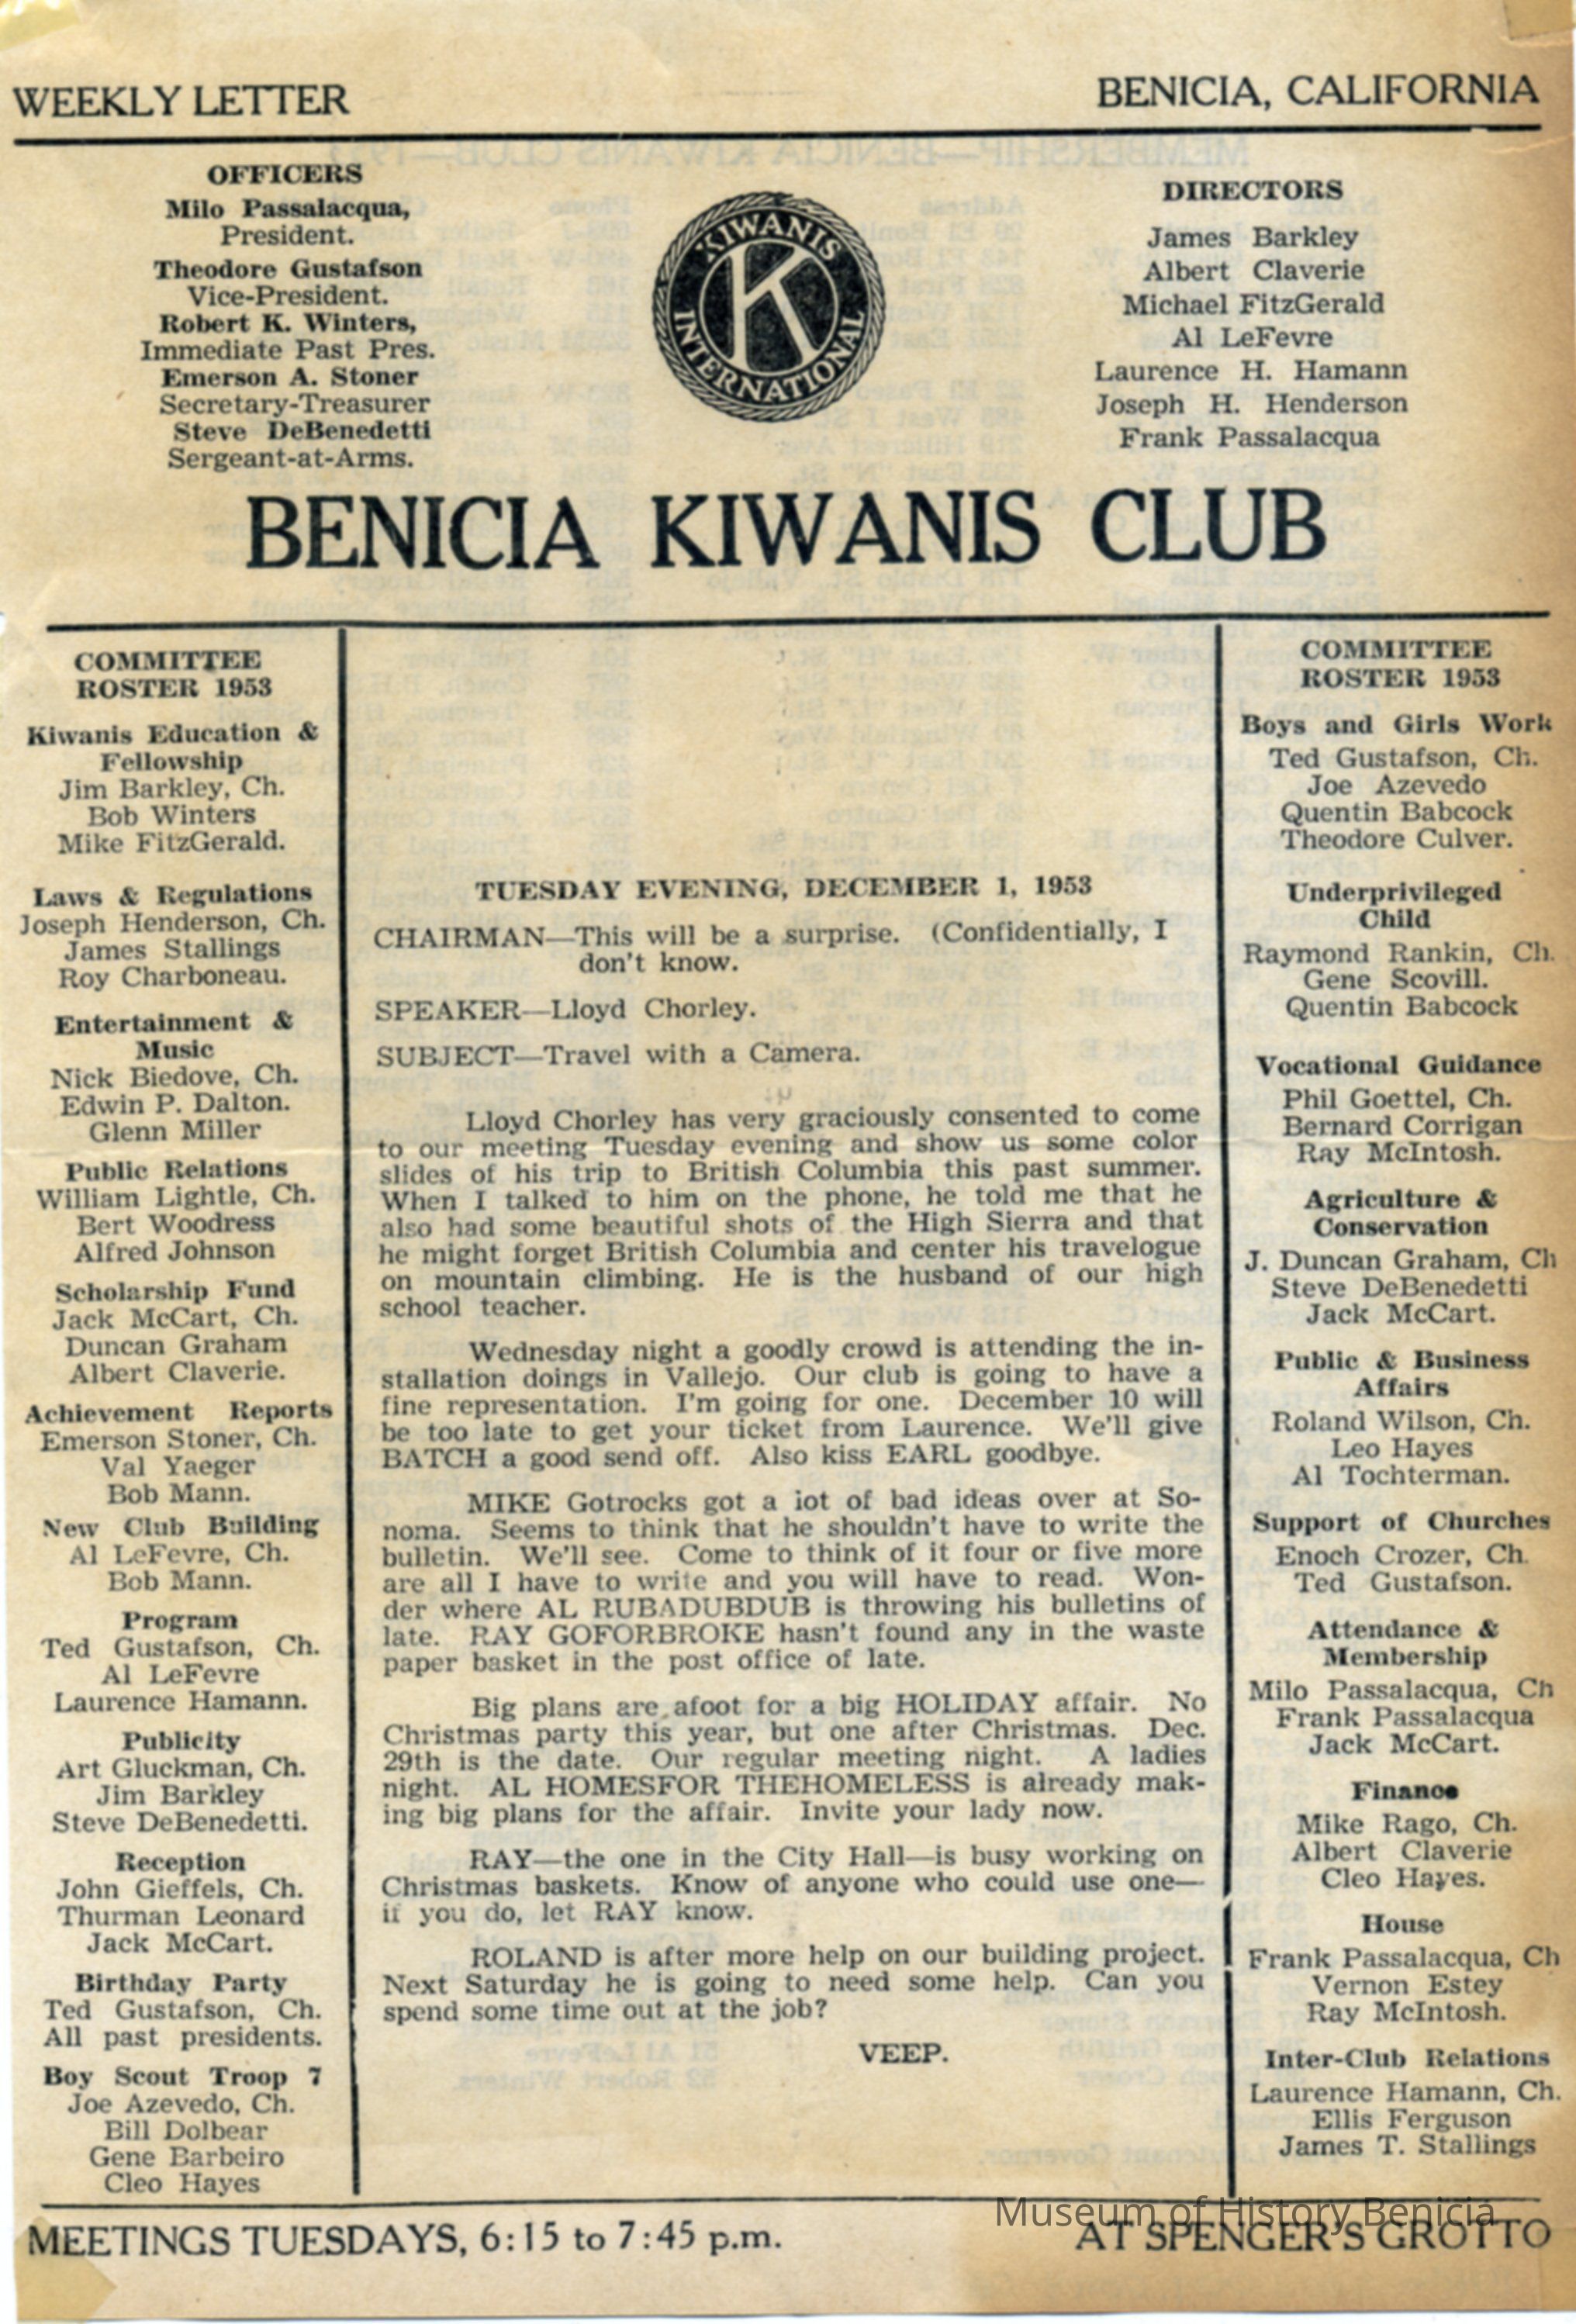 WEEKLY LETTER
BENICIA, CALIFORNIA
OFFICERS
Milo Passalacqua,
President.
Theodore Gustafson
Vice-President.
Robert K. Winters,
Immediate Past Pres.
Emerson A. Stoner
Secretary-Treasurer
Steve DeBenedetti
Sergeant-at-Arms.
KIWANIS
K
INTERNATIONAL
DIRECTORS
James Barkley
Albert Claverie
Michael FitzGerald
Al LeFevre
Laurence H. Hamann
Joseph H. Henderson
Frank Passalacqua
BENICIA KIWANIS CLUB
COMMITTEE
ROSTER 1953
Kiwanis Education &
Fellowship
Jim Barkley, Ch.
Bob Winters
Mike FitzGerald.
Laws & Regulations
Joseph Henderson, Ch.
James Stallings
Roy Charboneau.
Entertainment &
Music
Nick Biedove, Ch.
Edwin P. Dalton.
Glenn Miller
Public Relations
William Lightle, Ch.
Bert Woodress
Alfred Johnson
Scholarship Fund
Jack McCart, Ch.
Duncan Graham
Albert Claverie.
Achievement Reports
Emerson Stoner, Ch.
Val Yaeger
Bob Mann.
New Club Building
Al LeFevre, Ch.
Bob Mann.
Program
Ted Gustafson, Ch.
Al LeFevre
Laurence Hamann.
Publicity
Art Gluckman, Ch.
Jim Barkley
Steve DeBenedetti.
Reception
John Gieffels, Ch.
Thurman Leonard
Jack McCart.
Birthday Party
Ted Gustafson, Ch.
All past presidents.
Boy Scout Troop 7
Joe Azevedo, Ch.
Bill Dolbear
Gene Barbeiro
Cleo Hayes
TUESDAY EVENING, DECEMBER 1, 1953
CHAIRMAN—This will be a surprise. (Confidentially, I
don't know.
SPEAKER—Lloyd Chorley.
SUBJECT—Travel with a Camera.
Lloyd Chorley has very graciously consented to come
to our meeting Tuesday evening and show us some color
slides of his trip to British Columbia this past summer.
When I talked to him on the phone, he told me that he
also had some beautiful shots of the High Sierra and that
he might forget British Columbia and center his travelogue
on mountain climbing. He is the husband of our high
school teacher.
Wednesday night a goodly crowd is attending the in-
stallation doings in Vallejo. Our club is going to have a
fine representation. I'm going for one. December 10 will
be too late to get your ticket from Laurence. We'll give
BATCH a good send off. Also kiss EARL goodbye.
MIKE Gotrocks got a lot of bad ideas over at So-
noma. Seems to think that he shouldn't have to write the
bulletin. We'll see. Come to think of it four or five more
are all I have to write and you will have to read. Won-
der where AL RUBADUBDUB is throwing his bulletins of
late. RAY GOFORBROKE hasn't found any in the waste
paper basket in the post office of late.
Big plans are afoot for a big HOLIDAY affair. No
Christmas party this year, but one after Christmas. Dec.
29th is the date. Our regular meeting night. A ladies
night. AL HOMESFOR THEHOMELESS is already mak-
ing big plans for the affair. Invite your lady now.
RAY—the one in the City Hall—is busy working on
Christmas baskets. Know of anyone who could use one—
if you do, let RAY know.
ROLAND is after more help on our building project.
Next Saturday he is going to need some help. Can you
spend some time out at the job?
VEEP.
COMMITTEE
ROSTER 1953
Boys and Girls Work
Ted Gustafson, Ch.
Joe Azevedo
Quentin Babcock
Theodore Culver.
Underprivileged
Child
Raymond Rankin, Ch.
Gene Scovill.
Quentin Babcock
Vocational Guidance
Phil Goettel, Ch.
Bernard Corrigan
Ray McIntosh.
Agriculture &
Conservation
J. Duncan Graham, Ch
Steve DeBenedetti
Jack McCart.
Public & Business
Affairs
Roland Wilson, Ch.
Leo Hayes
Al Tochterman.
Support of Churches
Enoch Crozer, Ch.
Ted Gustafson.
Attendance &
Membership
Milo Passalacqua, Ch
Frank Passalacqua
Jack McCart.
Finance
Mike Rago, Ch.
Albert Claverie
Cleo Hayes.
House
Frank Passalacqua, Ch
Vernon Estey
Ray McIntosh.
Inter-Club Relations
Laurence Hamann, Ch.
Ellis Ferguson
James T. Stallings
Museum of History Benicia
MEETINGS TUESDAYS, 6:15 to 7:45 p.m.
AT SPENGER'S GROTTO